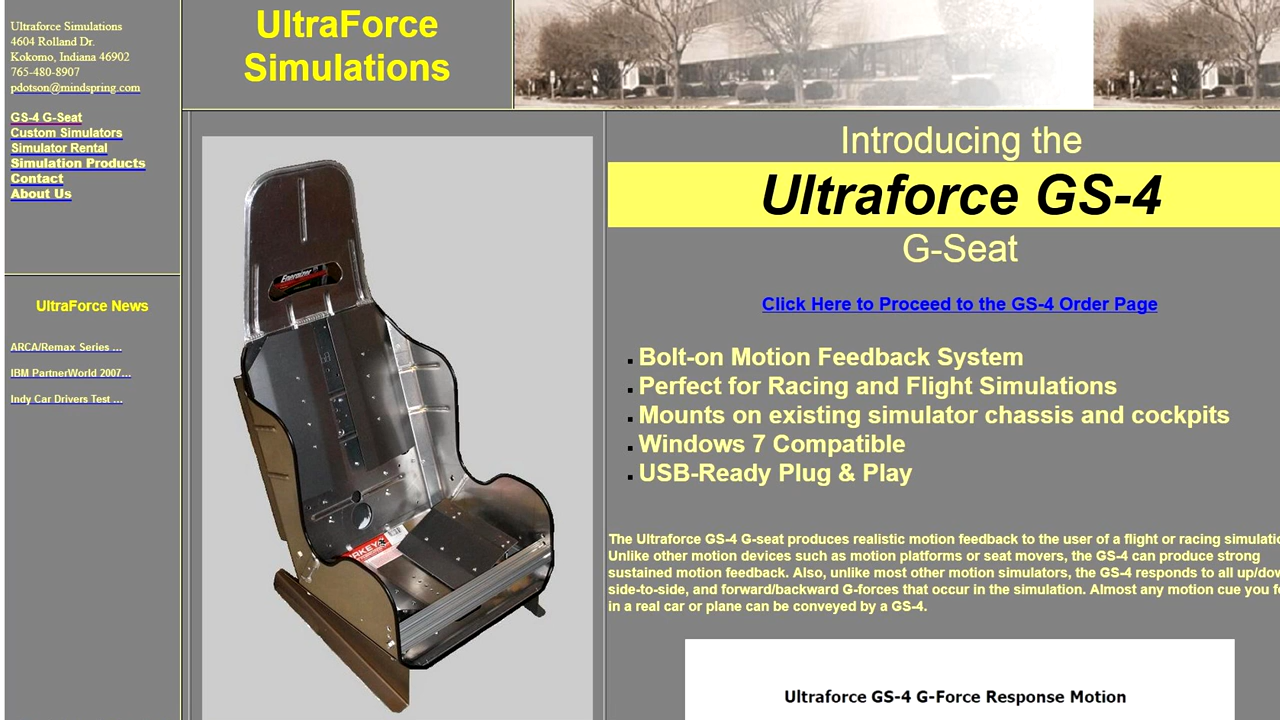 Ultraforce Simulations
4604 Rolland Dr.
Kokomo, Indiana 46902
765-480-8907
pdotson@mindspring.com
GS-4 G-Seat
Custom Simulators
Simulator Rental
Simulation Products
Contact
About Us
UltraForce News
ARCA/Remax Series ...
IBM PartnerWorld 2007...
Indy Car Drivers Test ...
UltraForce
Simulations
Energizer
Introducing the
Ultraforce GS-4
G-Seat
Click Here to Proceed to the GS-4 Order Page
Bolt-on Motion Feedback System
Perfect for Racing and Flight Simulations
Mounts on existing simulator chassis and cockpits
Windows 7 Compatible
USB-Ready Plug & Play
The Ultraforce GS-4 G-seat produces realistic motion feedback to the user of a flight or racing
Unlike other motion devices such as motion platforms or seat movers, the GS-4 can produce strong
sustained motion feedback. Also, unlike most other motion simulators, the GS-4 responds to all
side-to-side, and forward/backward G-forces that occur in the simulation. Almost any motion cue you
in a real car or plane can be conveyed by a GS-4.
Ultraforce GS-4 G-Force Response Motion